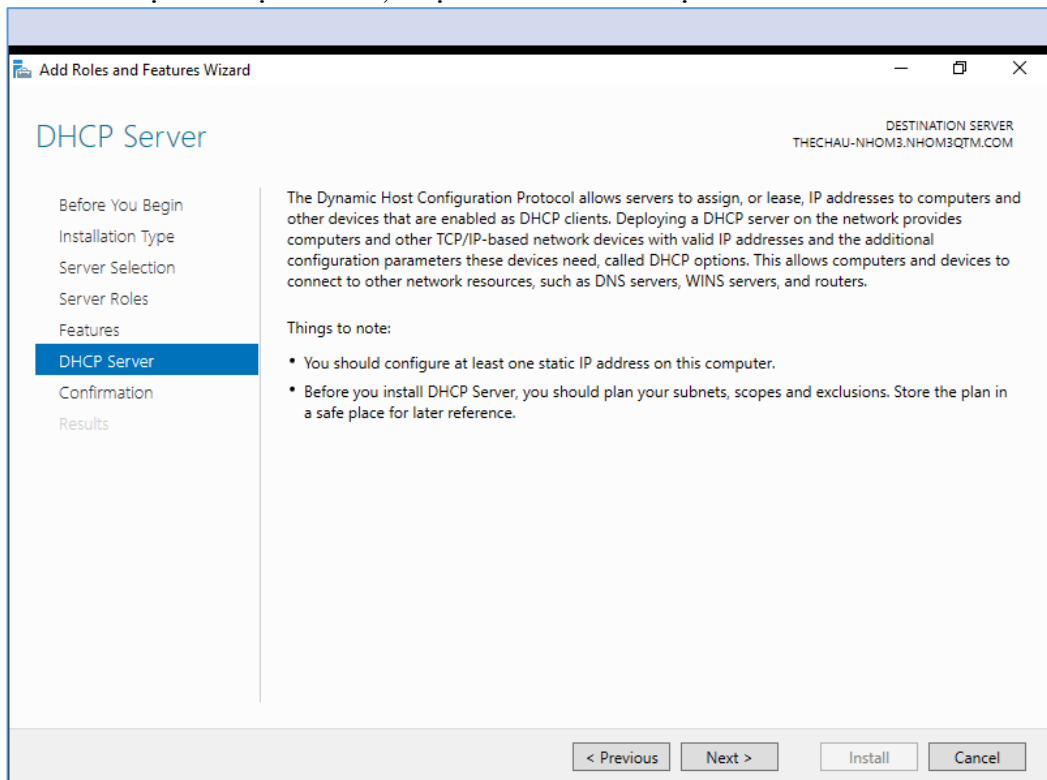 Add Roles and Features Wizard
DHCP Server
DESTINATION SERVER
THECHAU-NHOM3.NHOM3QTM.COM
Before You Begin
Installation Type
Server Selection
Server Roles
Features
DHCP Server
Confirmation
Results
The Dynamic Host Configuration Protocol allows servers to assign, or lease, IP addresses to computers and
other devices that are enabled as DHCP clients. Deploying a DHCP server on the network provides
computers and other TCP/IP-based network devices with valid IP addresses and the additional
configuration parameters these devices need, called DHCP options. This allows computers and devices to
connect to other network resources, such as DNS servers, WINS servers, and routers.
Things to note:
• You should configure at least one static IP address on this computer.
• Before you install DHCP Server, you should plan your subnets, scopes and exclusions. Store the plan in
a safe place for later reference.
< Previous
Next >
Install
Cancel